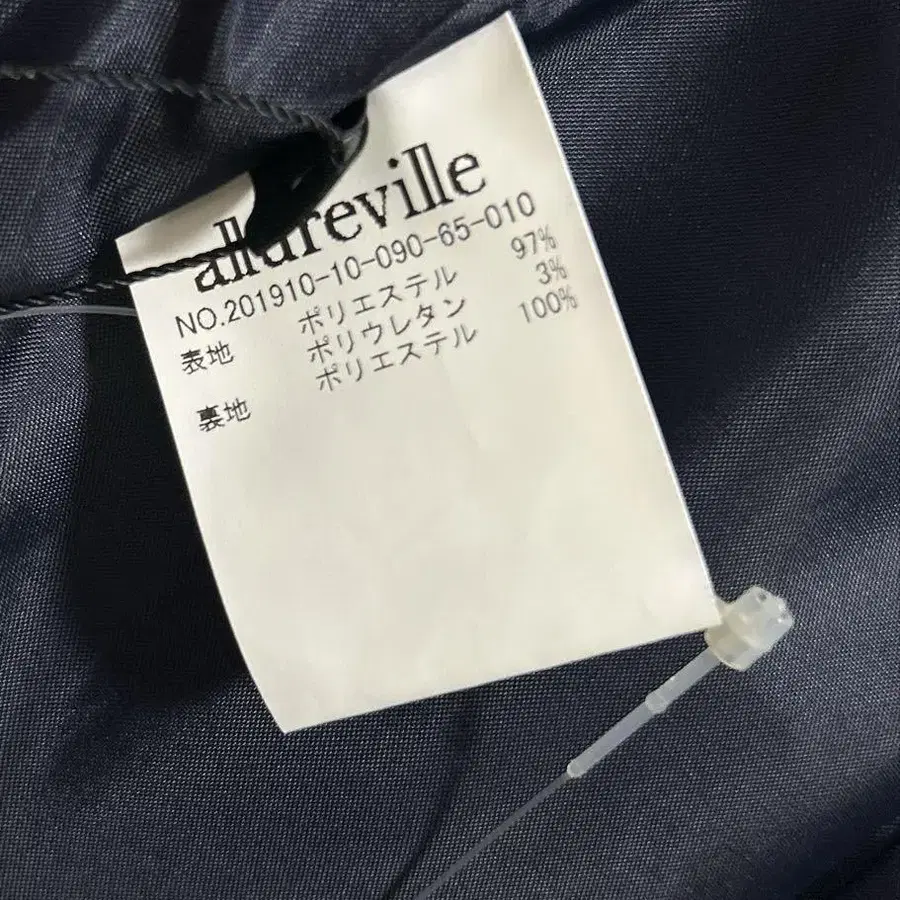 allureville
NO.201910-10-090-65-010
表地 ポリエステル 97%
ポリウレタン 3%
裏地 ポリエステル 100%